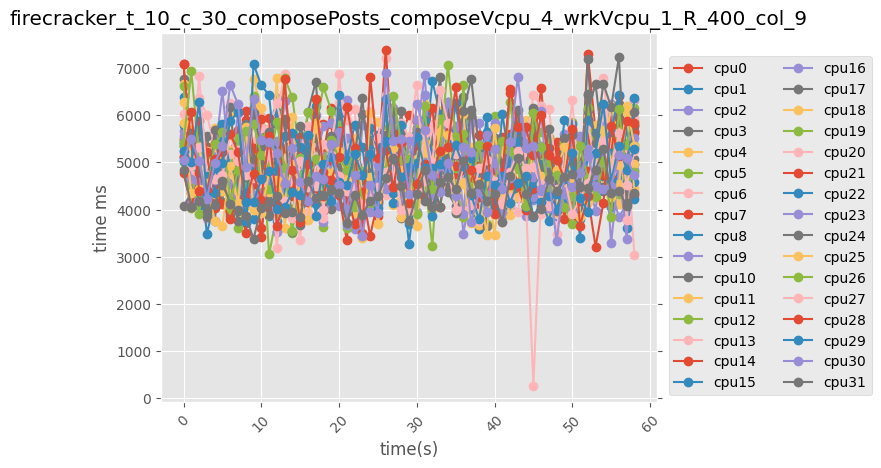 firecracker_t_10_c_30_composePosts_composeVcpu_4_wrkVcpu_1_R_400_col_9
time ms
7000
6000
5000
4000
3000
2000
1000
0
0 10 20 30 40 50 60
time(s)
cpu0 cpu16
cpu1 cpu17
cpu2 cpu18
cpu3 cpu19
cpu4 cpu20
cpu5 cpu21
cpu6 cpu22
cpu7 cpu23
cpu8 cpu24
cpu9 cpu25
cpu10 cpu26
cpu11 cpu27
cpu12 cpu28
cpu13 cpu29
cpu14 cpu30
cpu15 cpu31